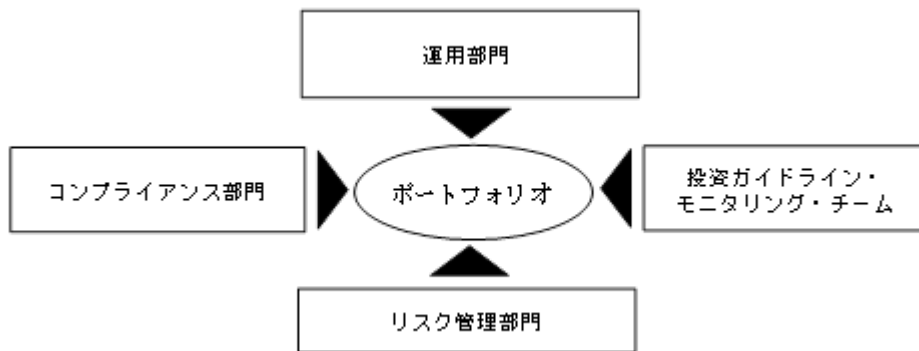 運用部門
コンプライアンス部門
ポートフォリオ
投資ガイドライン・
モニタリング・チーム
リスク管理部門